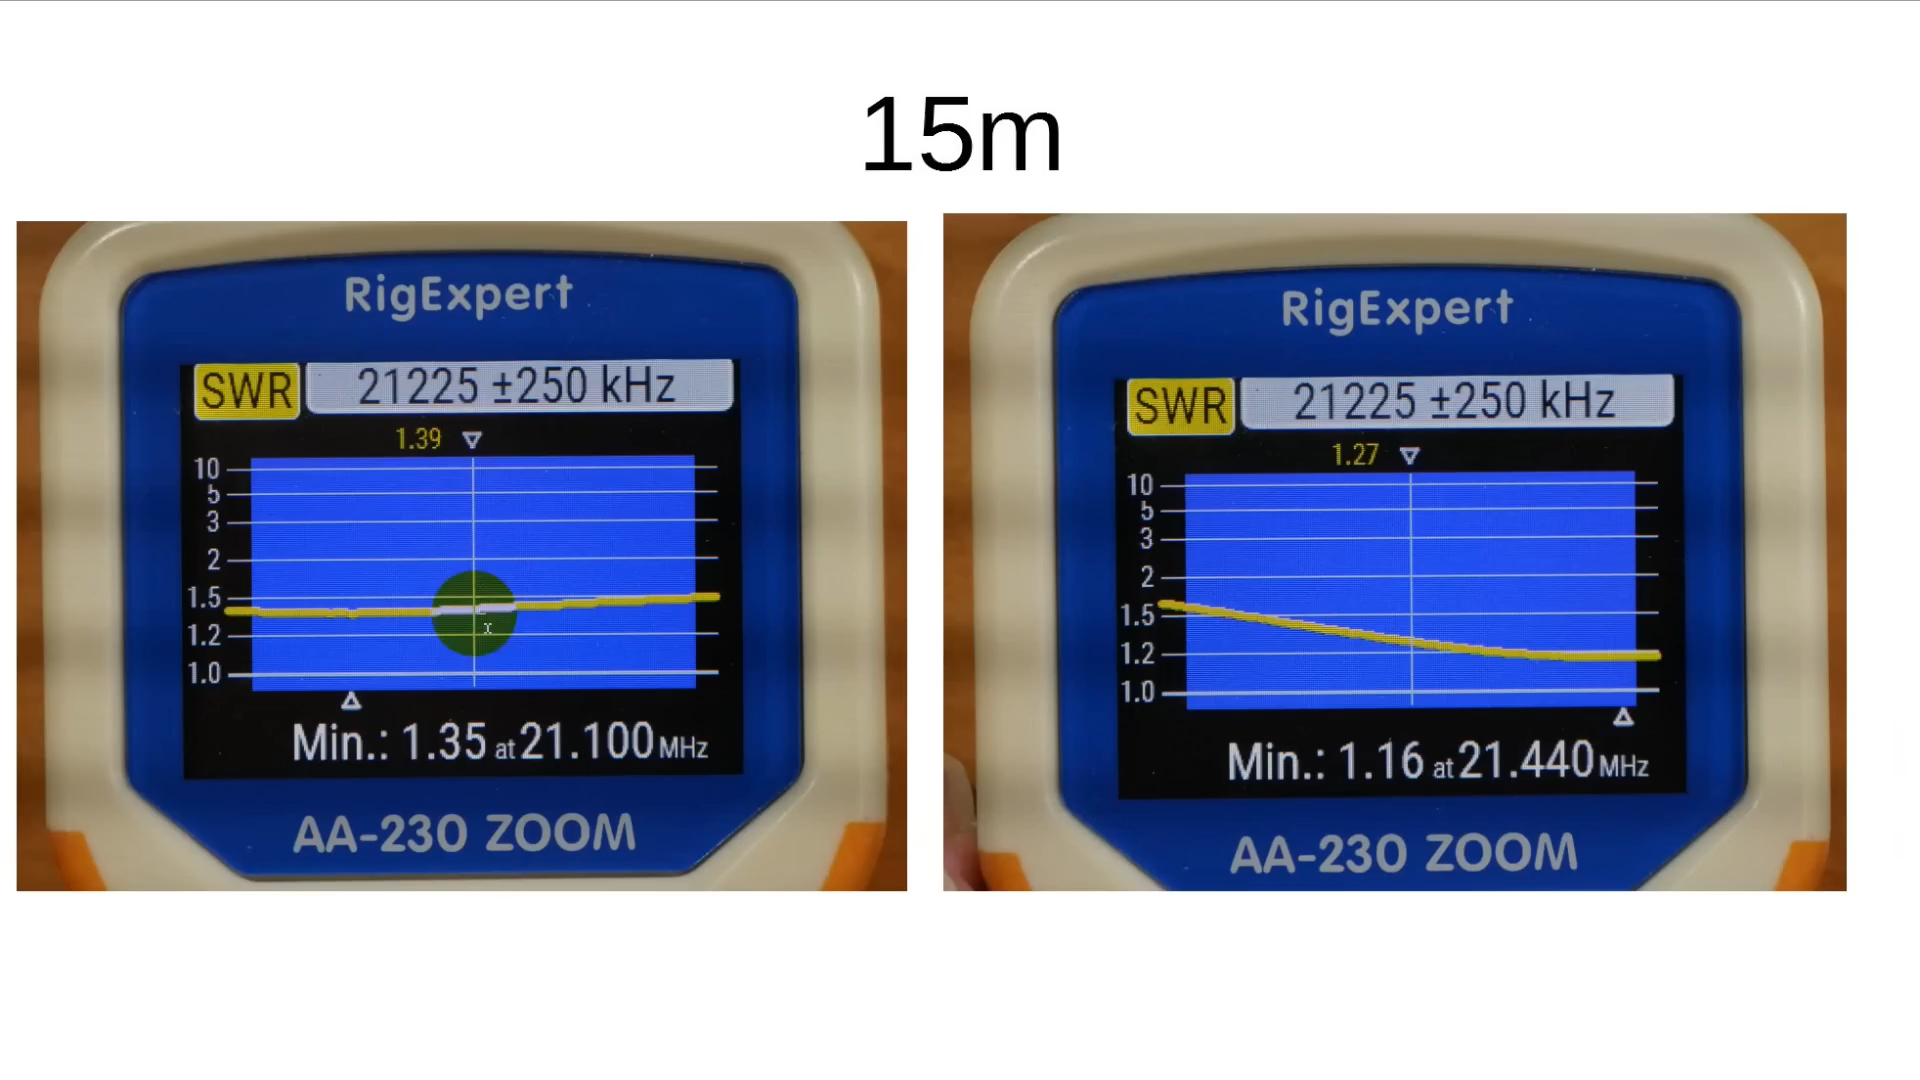 15m
RigExpert
SWR 21225 ±250 kHz
1.39
10
5
3
2
1.5
1.2
1.0
Min.: 1.35 at 21.100 MHz
AA-230 ZOOM
RigExpert
SWR 21225 ±250 kHz
1.27
10
5
3
2
1.5
1.2
1.0
Min.: 1.16 at 21.440 MHz
AA-230 ZOOM